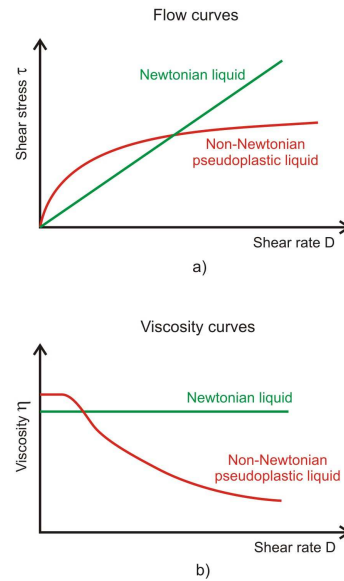 Flow curves
Shear stress τ
Newtonian liquid
Non-Newtonian
pseudoplastic liquid
Shear rate D
a)
Viscosity curves
Viscosity η
Newtonian liquid
Non-Newtonian
pseudoplastic liquid
Shear rate D
b)